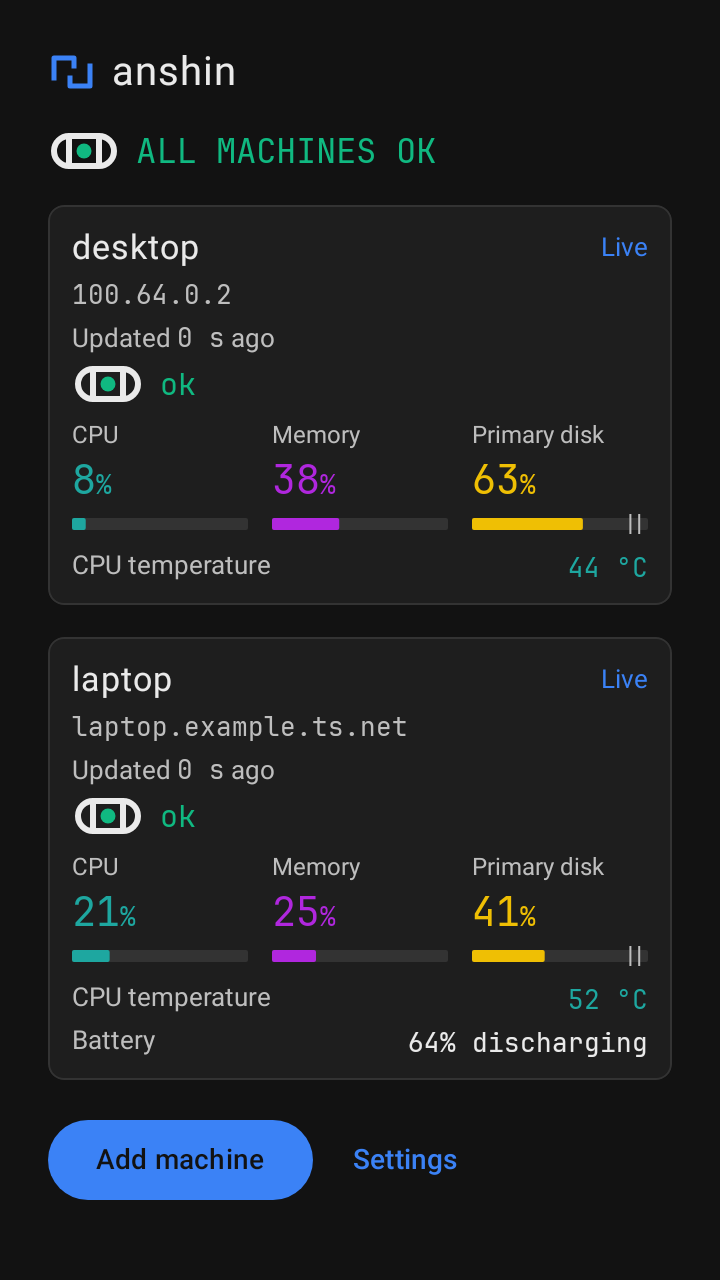 anshin
ALL MACHINES OK
desktop Live
100.64.0.2
Updated 0 s ago
ok
CPU Memory Primary disk
8% 38% 63%
CPU temperature 44 °C
laptop Live
laptop.example.ts.net
Updated 0 s ago
ok
CPU Memory Primary disk
21% 25% 41%
CPU temperature 52 °C
Battery 64% discharging
Add machine Settings